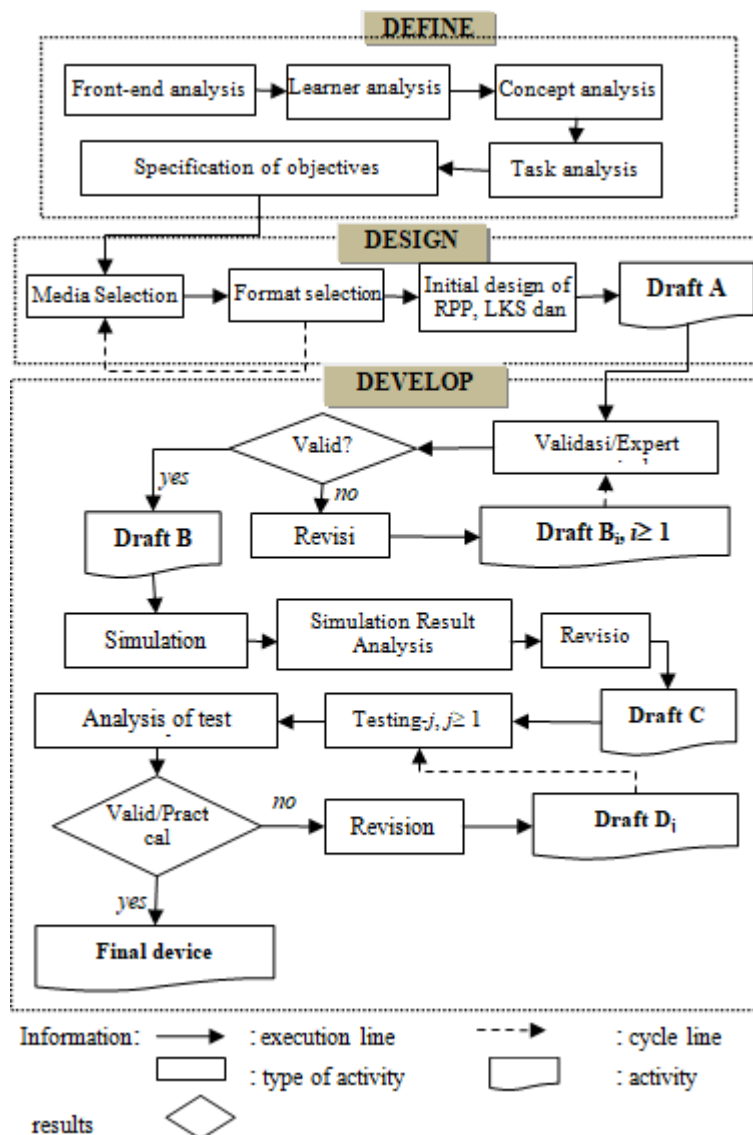 DEFINE
Front-end analysis
Learner analysis
Concept analysis
Specification of objectives
Task analysis
DESIGN
Media Selection
Format selection
Initial design of
RPP, LKS dan
Draft A
DEVELOP
Valid?
Validasi/Expert
yes
no
Draft B
Revisi
Draft Bi, i≥ 1
Simulation
Simulation Result
Analysis
Revisio
Analysis of test
Testing-j, j≥ 1
Draft C
Valid/Pract
cal
no
Revision
Draft Di
yes
Final device
Information: : execution line : cycle line
: type of activity : activity
results